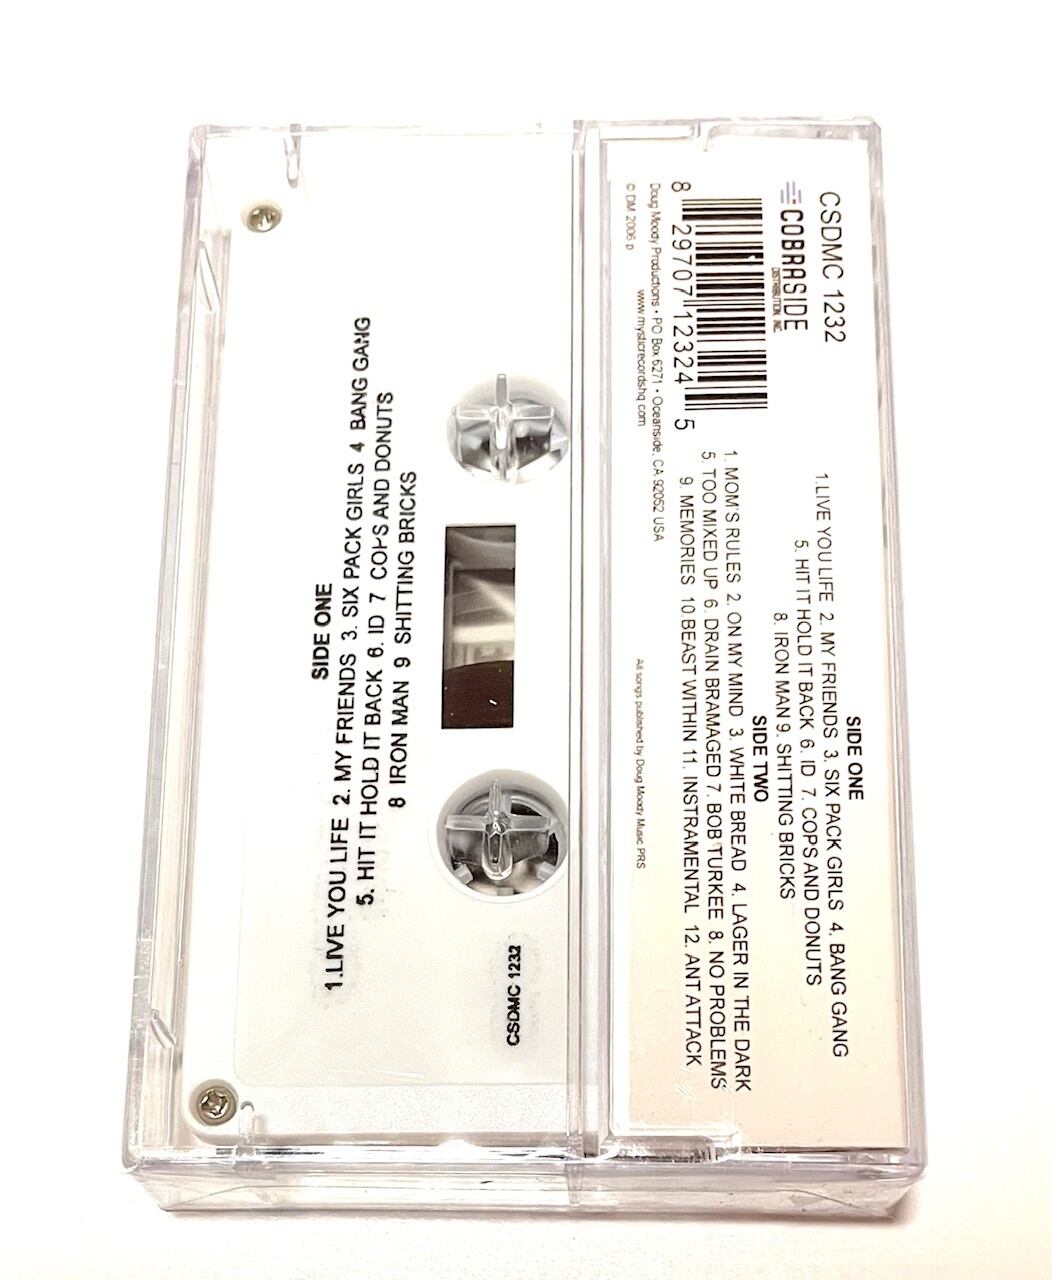 CSDMC 1232
COBRASIDE
DISTRIBUTION, INC.
8 29707 12324 5
Doug Moody Productions • PO Box 6271 • Oceanside, CA 92052 USA
www.mysticrecordshq.com
© DM 2006 p
SIDE ONE
1.LIVE YOU LIFE 2. MY FRIENDS 3. SIX PACK GIRLS 4. BANG GANG
5. HIT IT HOLD IT BACK 6. ID 7. COPS AND DONUTS
8. IRON MAN 9. SHITTING BRICKS
SIDE TWO
1. MOM'S RULES 2. ON MY MIND 3. WHITE BREAD 4. LAGER IN THE DARK
5. TOO MIXED UP 6. DRAIN BRAMAGED 7. BOB TURKEE 8. NO PROBLEMS
9. MEMORIES 10.BEAST WITHIN 11. INSTRAMENTAL 12. ANT ATTACK
All songs published by Doug Moody Music PRS
SIDE ONE
1.LIVE YOU LIFE 2. MY FRIENDS 3. SIX PACK GIRLS 4 BANG GANG
5. HIT IT HOLD IT BACK 6. ID 7 COPS AND DONUTS
8 IRON MAN 9 SHITTING BRICKS
CSDMC 1232